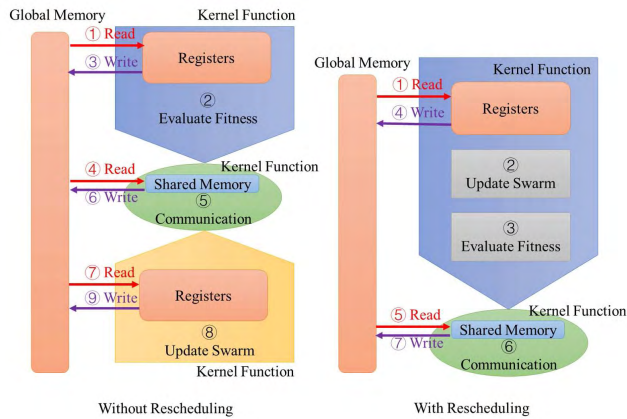 Global Memory
Kernel Function
① Read
③ Write
Registers
②
Evaluate Fitness
Kernel Function
④ Read
⑥ Write
Shared Memory
⑤
Communication
⑦ Read
⑨ Write
Registers
⑧
Update Swarm
Kernel Function
Without Rescheduling
Global Memory
Kernel Function
① Read
④ Write
Registers
②
Update Swarm
③
Evaluate Fitness
Kernel Function
⑤ Read
⑦ Write
Shared Memory
⑥
Communication
With Rescheduling